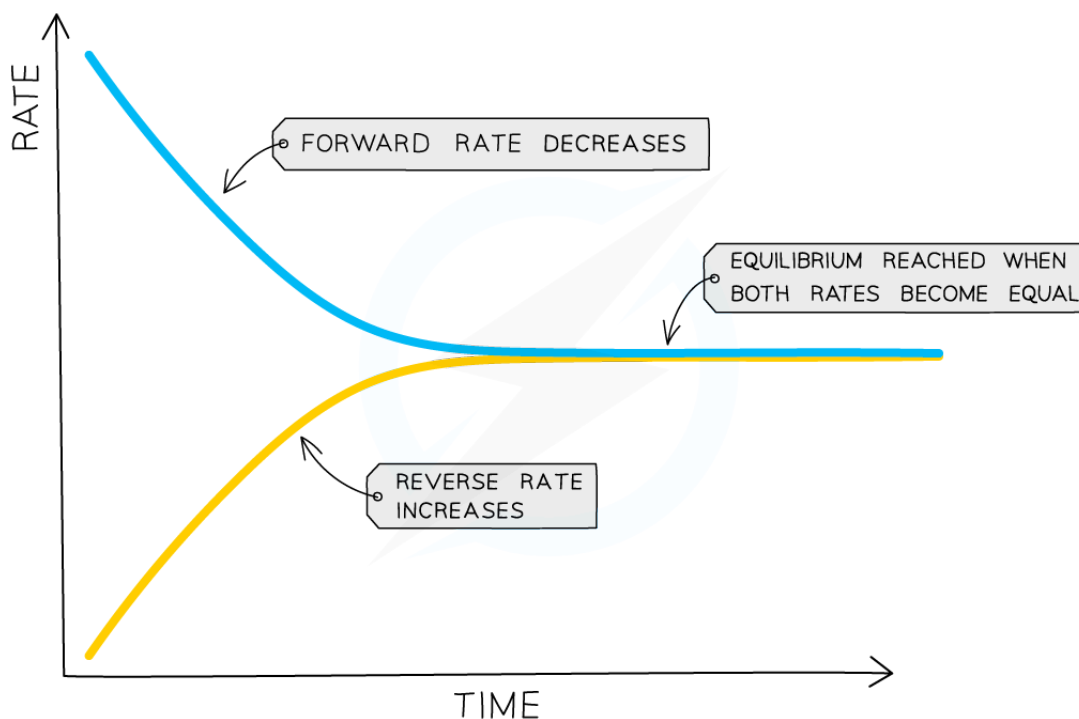 RATE
FORWARD RATE DECREASES
EQUILIBRIUM REACHED WHEN
BOTH RATES BECOME EQUAL
REVERSE RATE
INCREASES
TIME